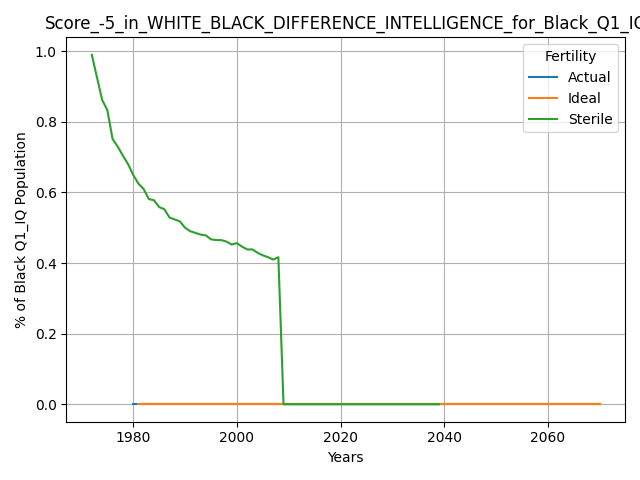 Score_-5_in_WHITE_BLACK_DIFFERENCE_INTELLIGENCE_for_Black_Q1_IQ
1.0
0.8
0.6
0.4
0.2
0.0
% of Black Q1_IQ Population
Fertility
Actual
Ideal
Sterile
1980
2000
2020
2040
2060
Years